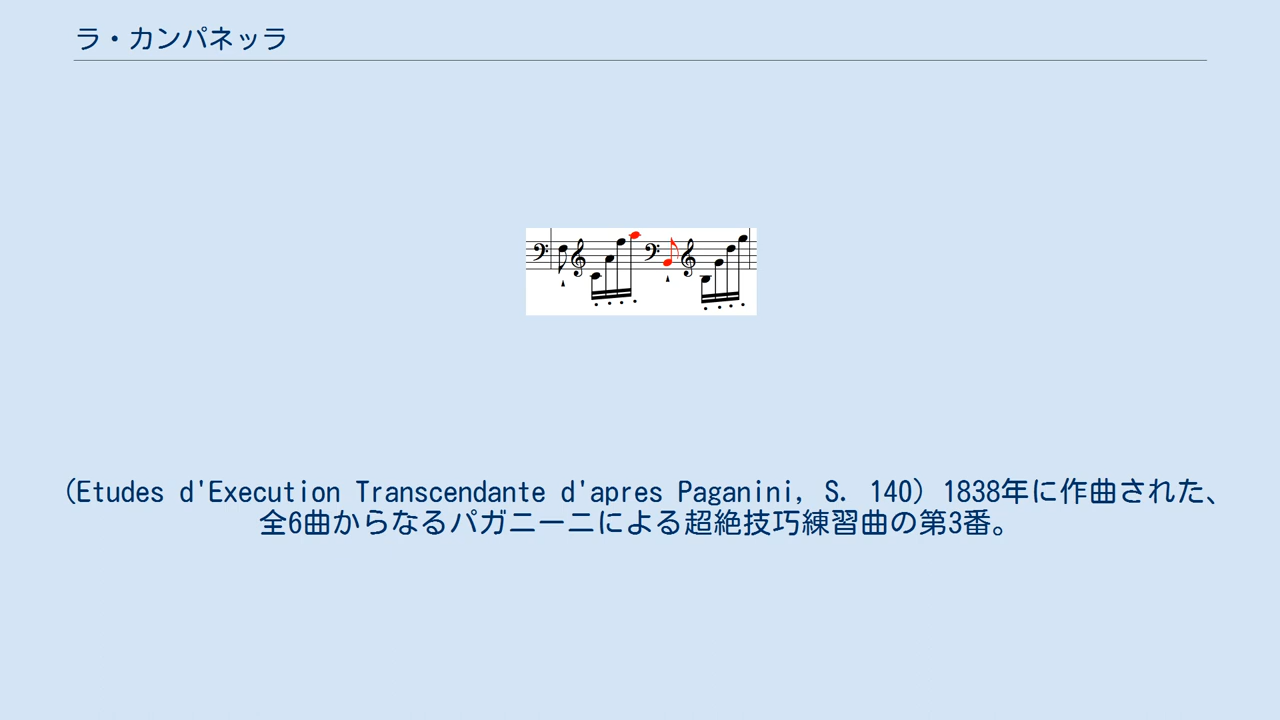 ラ・カンパネッラ
(Etudes d'Execution Transcendante d'apres Paganini, S. 140) 1838年に作曲された、
全6曲からなるパガニーニによる超絶技巧練習曲の第3番。